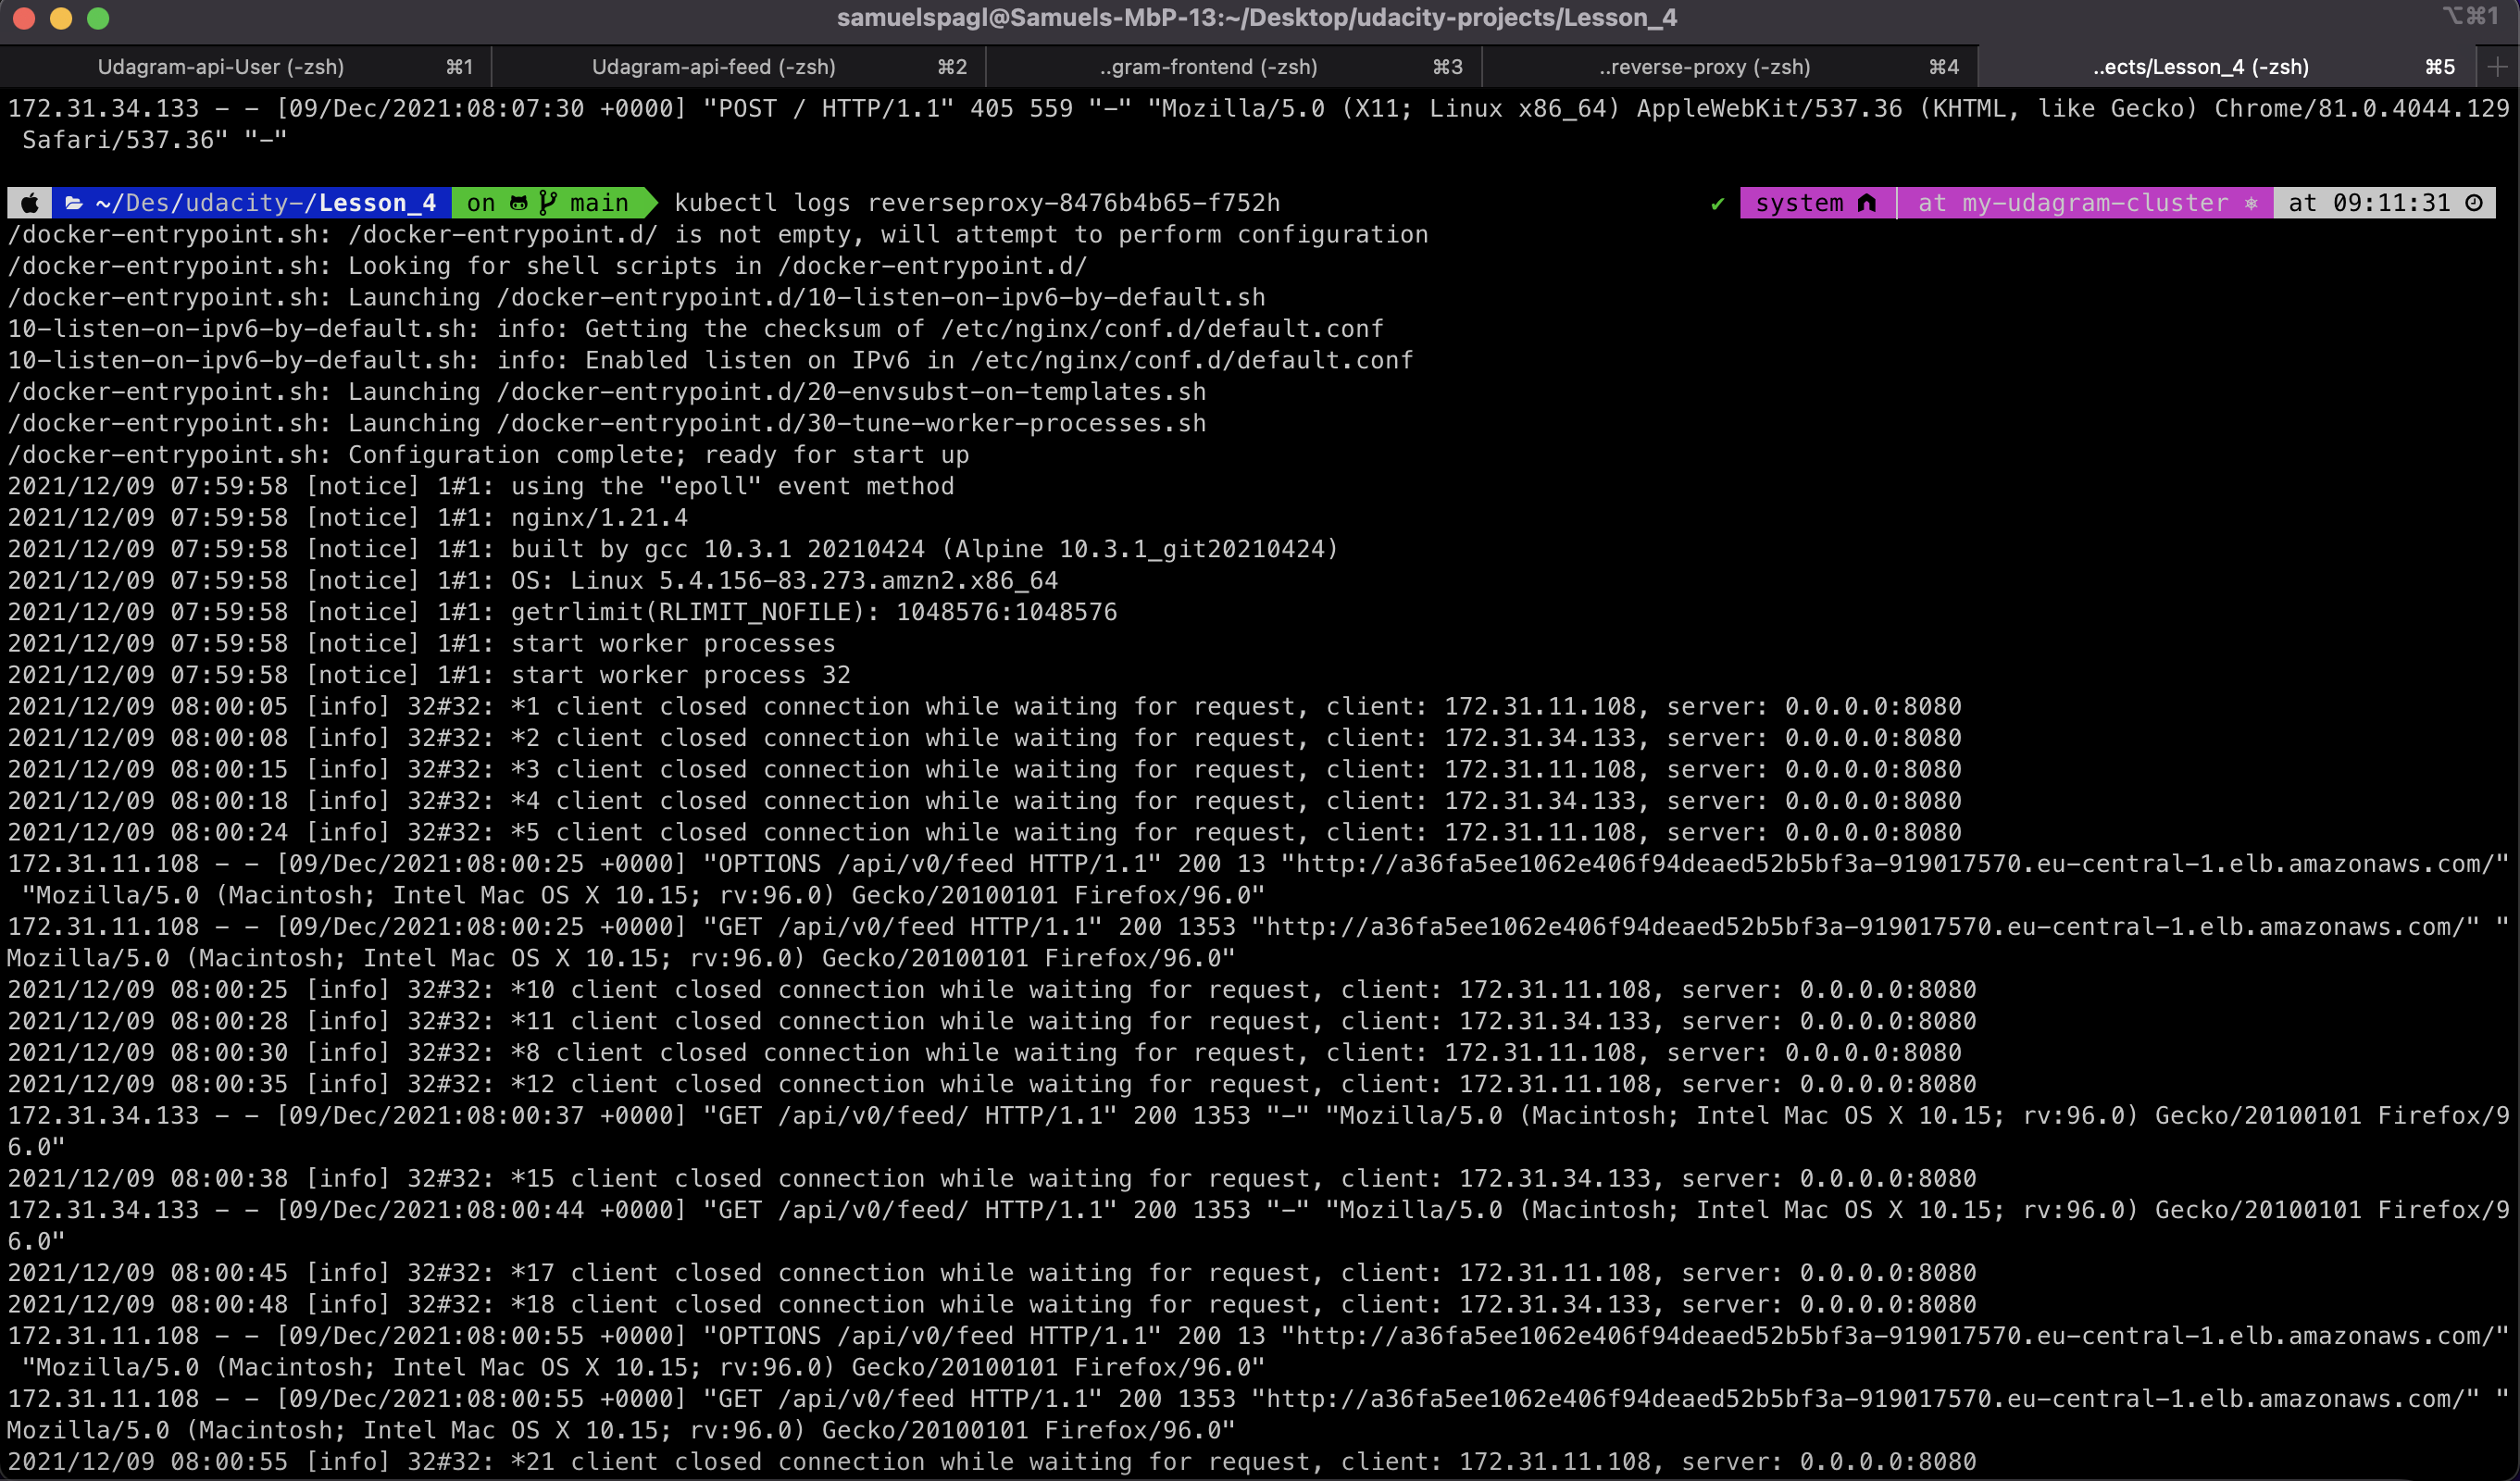 samuelspagl@Samuels-MbP-13:~/Desktop/udacity-projects/Lesson_4 ⌥⌘1
Udagram-api-User (-zsh) ⌘1 Udagram-api-feed (-zsh) ⌘2 ..gram-frontend (-zsh) ⌘3 ..reverse-proxy (-zsh) ⌘4 ..ects/Lesson_4 (-zsh) ⌘5
172.31.34.133 - - [09/Dec/2021:08:07:30 +0000] "POST / HTTP/1.1" 405 559 "-" "Mozilla/5.0 (X11; Linux x86_64) AppleWebKit/537.36 (KHTML, like Gecko) Chrome/81.0.4044.129
Safari/537.36" "-"
~/Des/udacity-/Lesson_4 on main kubectl logs reverseproxy-8476b4b65-f752h ✔ system at my-udagram-cluster ⎈ at 09:11:31
/docker-entrypoint.sh: /docker-entrypoint.d/ is not empty, will attempt to perform configuration
/docker-entrypoint.sh: Looking for shell scripts in /docker-entrypoint.d/
/docker-entrypoint.sh: Launching /docker-entrypoint.d/10-listen-on-ipv6-by-default.sh
10-listen-on-ipv6-by-default.sh: info: Getting the checksum of /etc/nginx/conf.d/default.conf
10-listen-on-ipv6-by-default.sh: info: Enabled listen on IPv6 in /etc/nginx/conf.d/default.conf
/docker-entrypoint.sh: Launching /docker-entrypoint.d/20-envsubst-on-templates.sh
/docker-entrypoint.sh: Launching /docker-entrypoint.d/30-tune-worker-processes.sh
/docker-entrypoint.sh: Configuration complete; ready for start up
2021/12/09 07:59:58 [notice] 1#1: using the "epoll" event method
2021/12/09 07:59:58 [notice] 1#1: nginx/1.21.4
2021/12/09 07:59:58 [notice] 1#1: built by gcc 10.3.1 20210424 (Alpine 10.3.1_git20210424)
2021/12/09 07:59:58 [notice] 1#1: OS: Linux 5.4.156-83.273.amzn2.x86_64
2021/12/09 07:59:58 [notice] 1#1: getrlimit(RLIMIT_NOFILE): 1048576:1048576
2021/12/09 07:59:58 [notice] 1#1: start worker processes
2021/12/09 07:59:58 [notice] 1#1: start worker process 32
2021/12/09 08:00:05 [info] 32#32: *1 client closed connection while waiting for request, client: 172.31.11.108, server: 0.0.0.0:8080
2021/12/09 08:00:08 [info] 32#32: *2 client closed connection while waiting for request, client: 172.31.34.133, server: 0.0.0.0:8080
2021/12/09 08:00:15 [info] 32#32: *3 client closed connection while waiting for request, client: 172.31.11.108, server: 0.0.0.0:8080
2021/12/09 08:00:18 [info] 32#32: *4 client closed connection while waiting for request, client: 172.31.34.133, server: 0.0.0.0:8080
2021/12/09 08:00:24 [info] 32#32: *5 client closed connection while waiting for request, client: 172.31.11.108, server: 0.0.0.0:8080
172.31.11.108 - - [09/Dec/2021:08:00:25 +0000] "OPTIONS /api/v0/feed HTTP/1.1" 200 13 "http://a36fa5ee1062e406f94deaed52b5bf3a-919017570.eu-central-1.elb.amazonaws.com/"
"Mozilla/5.0 (Macintosh; Intel Mac OS X 10.15; rv:96.0) Gecko/20100101 Firefox/96.0"
172.31.11.108 - - [09/Dec/2021:08:00:25 +0000] "GET /api/v0/feed HTTP/1.1" 200 1353 "http://a36fa5ee1062e406f94deaed52b5bf3a-919017570.eu-central-1.elb.amazonaws.com/" "
Mozilla/5.0 (Macintosh; Intel Mac OS X 10.15; rv:96.0) Gecko/20100101 Firefox/96.0"
2021/12/09 08:00:25 [info] 32#32: *10 client closed connection while waiting for request, client: 172.31.11.108, server: 0.0.0.0:8080
2021/12/09 08:00:28 [info] 32#32: *11 client closed connection while waiting for request, client: 172.31.34.133, server: 0.0.0.0:8080
2021/12/09 08:00:30 [info] 32#32: *8 client closed connection while waiting for request, client: 172.31.11.108, server: 0.0.0.0:8080
2021/12/09 08:00:35 [info] 32#32: *12 client closed connection while waiting for request, client: 172.31.11.108, server: 0.0.0.0:8080
172.31.34.133 - - [09/Dec/2021:08:00:37 +0000] "GET /api/v0/feed/ HTTP/1.1" 200 1353 "-" "Mozilla/5.0 (Macintosh; Intel Mac OS X 10.15; rv:96.0) Gecko/20100101 Firefox/9
6.0"
2021/12/09 08:00:38 [info] 32#32: *15 client closed connection while waiting for request, client: 172.31.34.133, server: 0.0.0.0:8080
172.31.34.133 - - [09/Dec/2021:08:00:44 +0000] "GET /api/v0/feed/ HTTP/1.1" 200 1353 "-" "Mozilla/5.0 (Macintosh; Intel Mac OS X 10.15; rv:96.0) Gecko/20100101 Firefox/9
6.0"
2021/12/09 08:00:45 [info] 32#32: *17 client closed connection while waiting for request, client: 172.31.11.108, server: 0.0.0.0:8080
2021/12/09 08:00:48 [info] 32#32: *18 client closed connection while waiting for request, client: 172.31.34.133, server: 0.0.0.0:8080
172.31.11.108 - - [09/Dec/2021:08:00:55 +0000] "OPTIONS /api/v0/feed HTTP/1.1" 200 13 "http://a36fa5ee1062e406f94deaed52b5bf3a-919017570.eu-central-1.elb.amazonaws.com/"
"Mozilla/5.0 (Macintosh; Intel Mac OS X 10.15; rv:96.0) Gecko/20100101 Firefox/96.0"
172.31.11.108 - - [09/Dec/2021:08:00:55 +0000] "GET /api/v0/feed HTTP/1.1" 200 1353 "http://a36fa5ee1062e406f94deaed52b5bf3a-919017570.eu-central-1.elb.amazonaws.com/" "
Mozilla/5.0 (Macintosh; Intel Mac OS X 10.15; rv:96.0) Gecko/20100101 Firefox/96.0"
2021/12/09 08:00:55 [info] 32#32: *21 client closed connection while waiting for request, client: 172.31.11.108, server: 0.0.0.0:8080